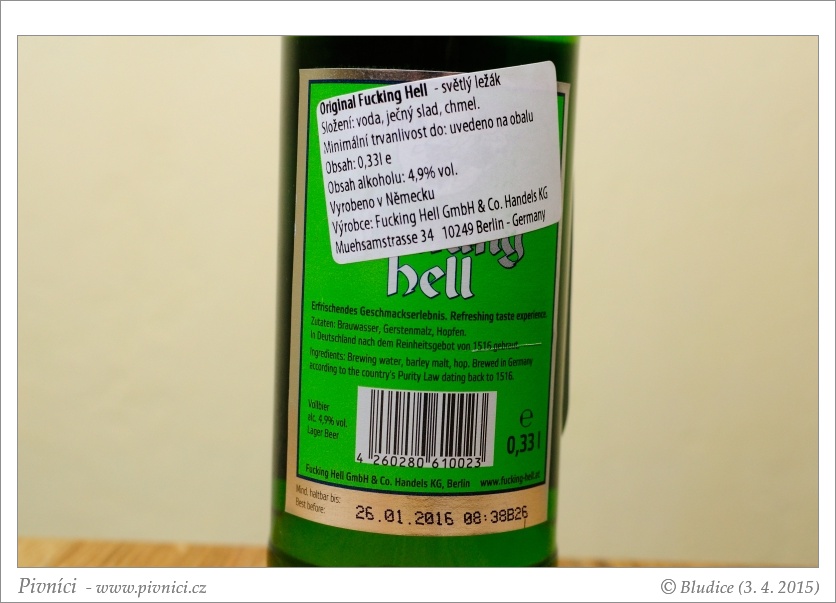 Original Fucking Hell - světlý ležák
Složení: voda, ječný slad, chmel.
Minimální trvanlivost do: uvedeno na obalu
Obsah: 0,33l e
Obsah alkoholu: 4,9% vol.
Vyrobeno v Německu
Výrobce: Fucking Hell GmbH & Co. Handels KG
Muehsamstrasse 34 10249 Berlin - Germany
hell
Erfrischendes Geschmackserlebnis. Refreshing taste experience.
Zutaten: Brauwasser, Gerstenmalz, Hopfen.
In Deutschland nach dem Reinheitsgebot von 1516 gebraut.
Ingredients: Brewing water, barley malt, hop. Brewed in Germany
according to the country's Purity Law dating back to 1516.
Vollbier
alc. 4,9% vol.
Lager Beer
4 260280 610023
e
0,33 l
Fucking Hell GmbH & Co. Handels KG, Berlin www.fucking-hell.at
Mind. haltbar bis:
Best before:
26.01.2016 08:38B26
Pivníci - www.pivnici.cz
© Bludice (3. 4. 2015)